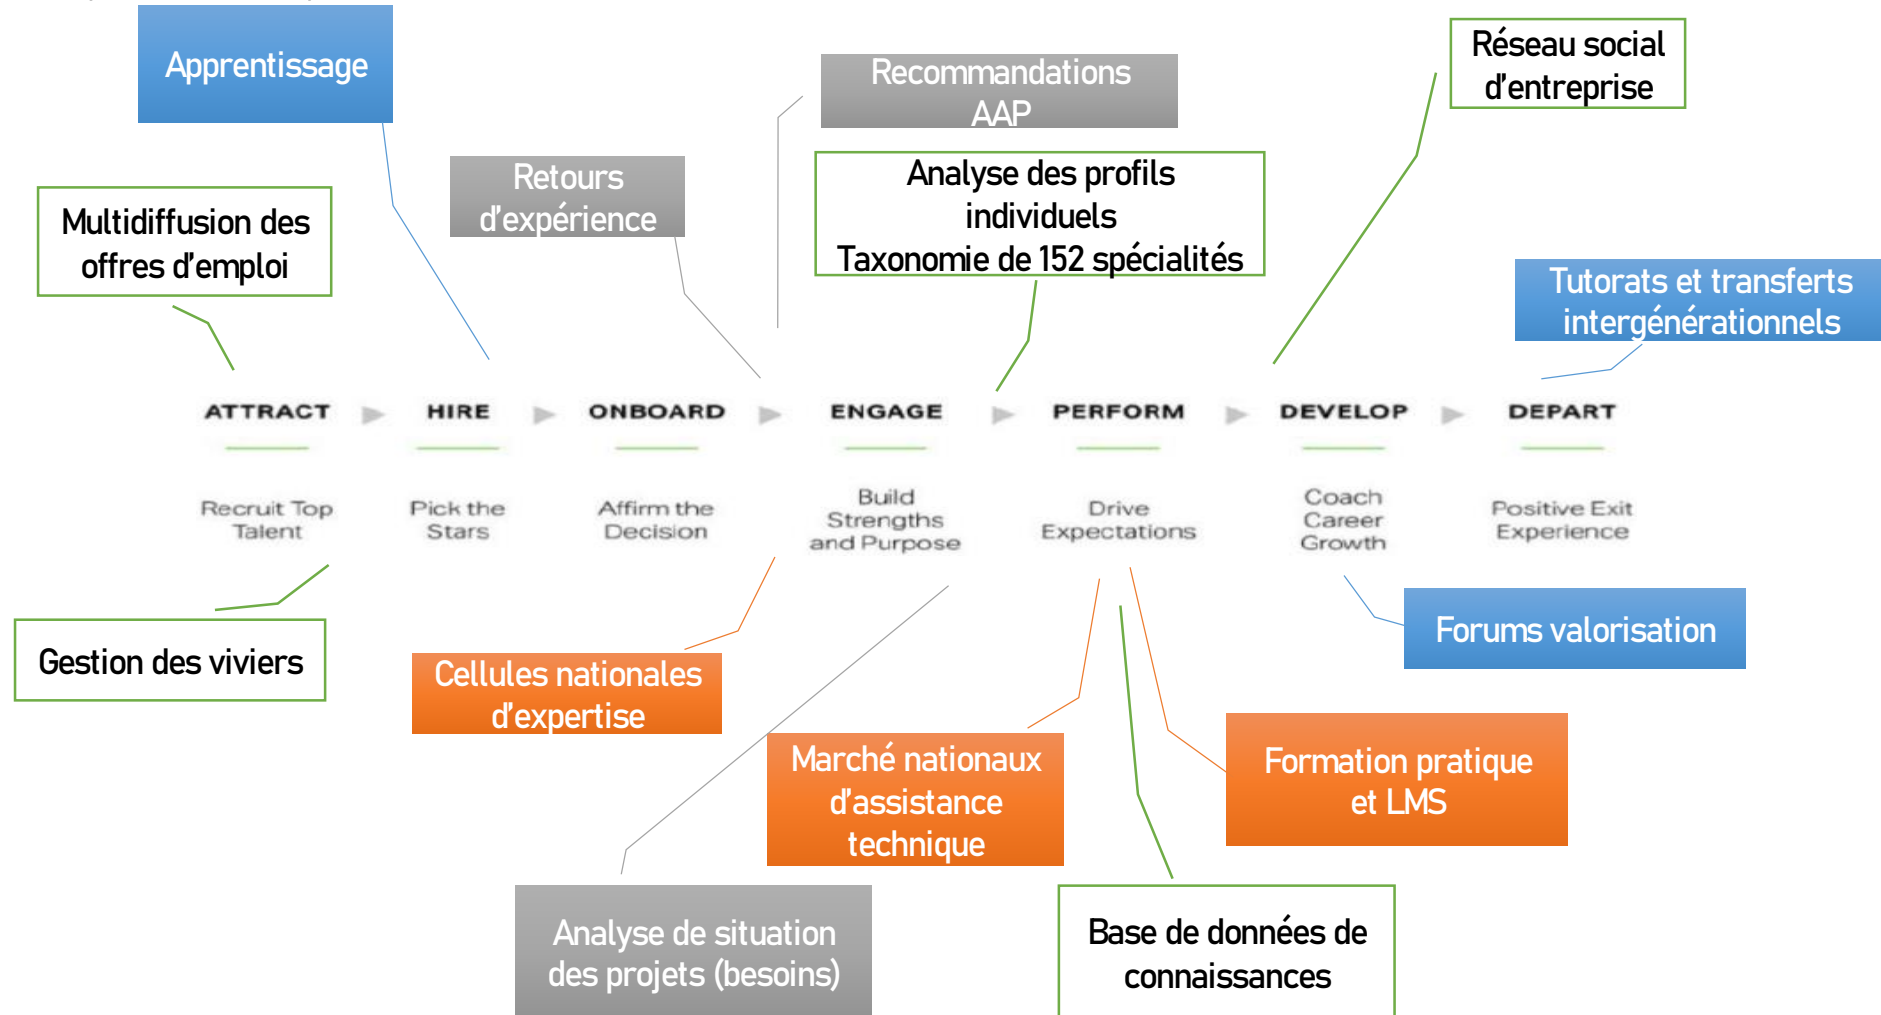 Apprentissage
Recommandations
AAP
Réseau social
d'entreprise
Retours
d'expérience
Analyse des profils
individuels
Taxonomie de 152 spécialités
Multidiffusion des
offres d'emploi
Tutorats et transferts
intergénérationnels
ATTRACT
HIRE
ONBOARD
ENGAGE
PERFORM
DEVELOP
DEPART
Recruit Top
Talent
Pick the
Stars
Affirm the
Decision
Build
Strengths
and Purpose
Drive
Expectations
Coach
Career
Growth
Positive Exit
Experience
Gestion des viviers
Cellules nationales
d'expertise
Forums valorisation
Marché nationaux
d'assistance
technique
Formation pratique
et LMS
Analyse de situation
des projets (besoins)
Base de données de
connaissances